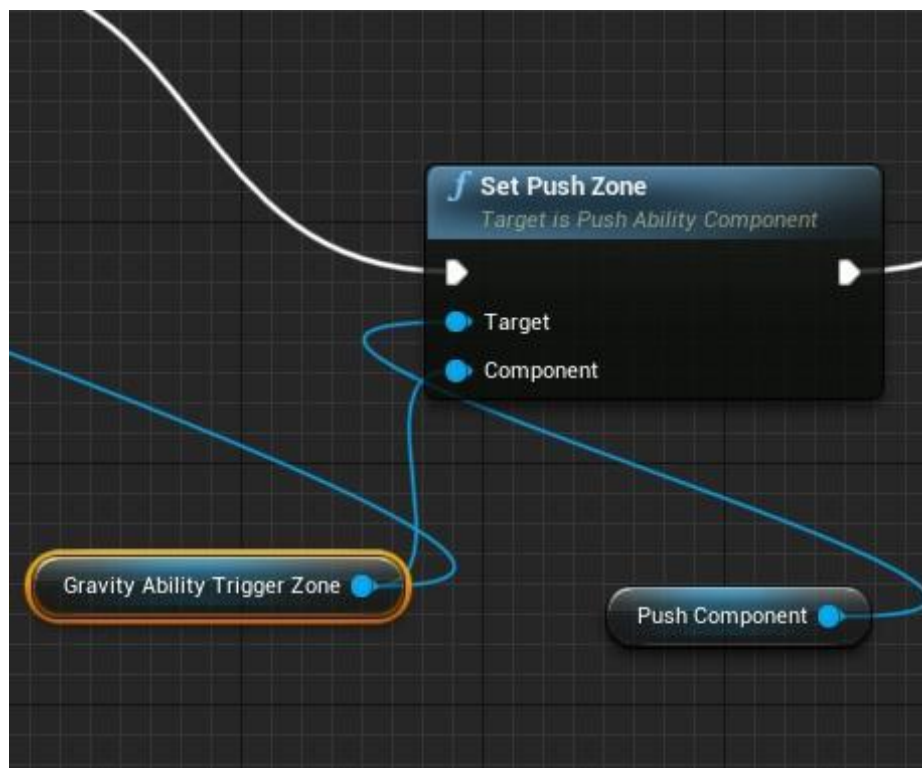 Set Push Zone
Target is Push Ability Component
Target
Component
Gravity Ability Trigger Zone
Push Component